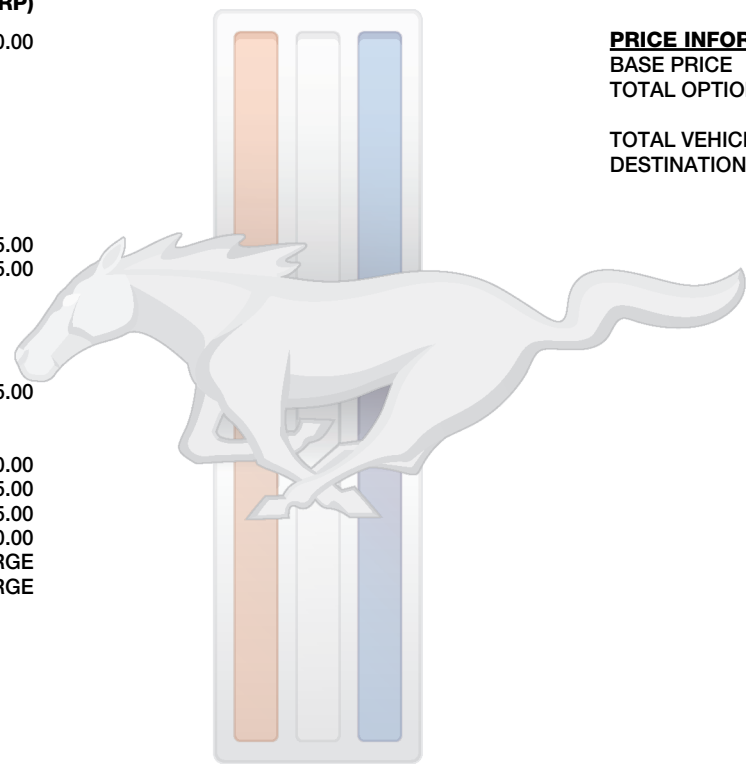 RP)
0.00
5.00
5.00
5.00
0.00
5.00
5.00
0.00
RGE
RGE
PRICE INFOR
BASE PRICE
TOTAL OPTIO
TOTAL VEHICL
DESTINATION